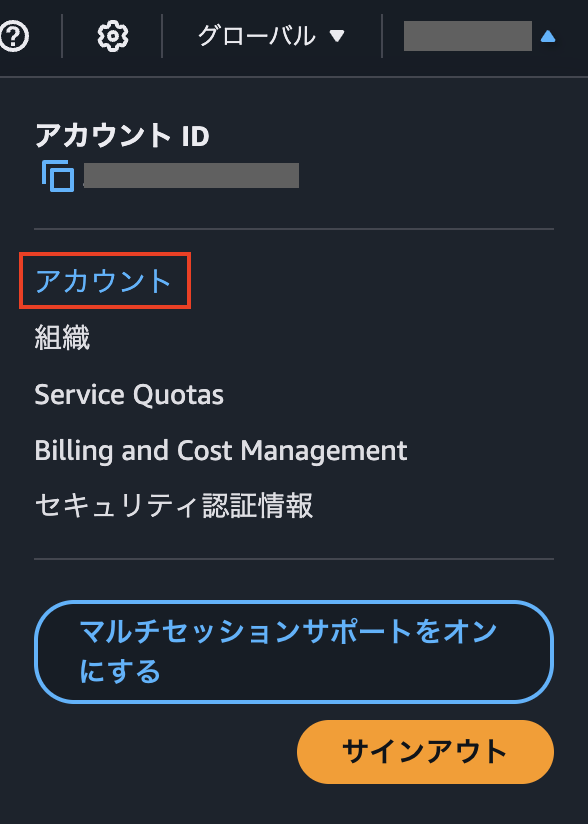 グローバル ▼
アカウント ID
アカウント
組織
Service Quotas
Billing and Cost Management
セキュリティ認証情報
マルチセッションサポートをオン
にする
サインアウト